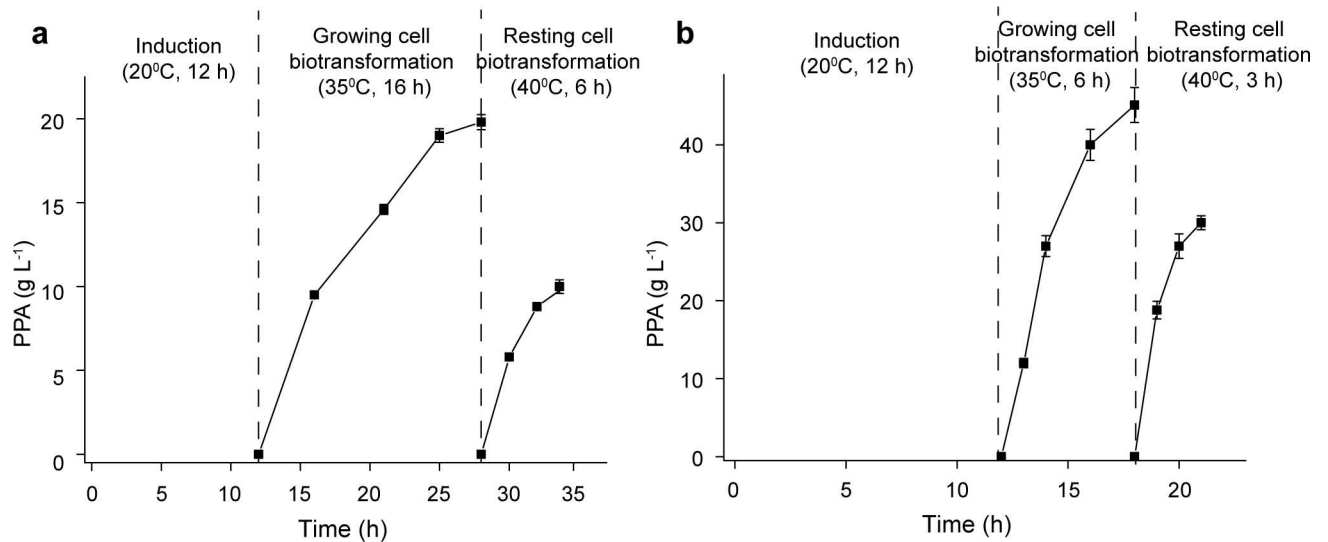 a
Induction
(20⁰C, 12 h)
Growing cell
biotransformation
(35⁰C, 16 h)
Resting cell
biotransformation
(40⁰C, 6 h)
20
15
10
5
0
PPA (g L⁻¹)
0 5 10 15 20 25 30 35
Time (h)
b
Induction
(20⁰C, 12 h)
Growing cell
biotransformation
(35⁰C, 6 h)
Resting cell
biotransformation
(40⁰C, 3 h)
40
30
20
10
0
PPA (g L⁻¹)
0 5 10 15 20
Time (h)